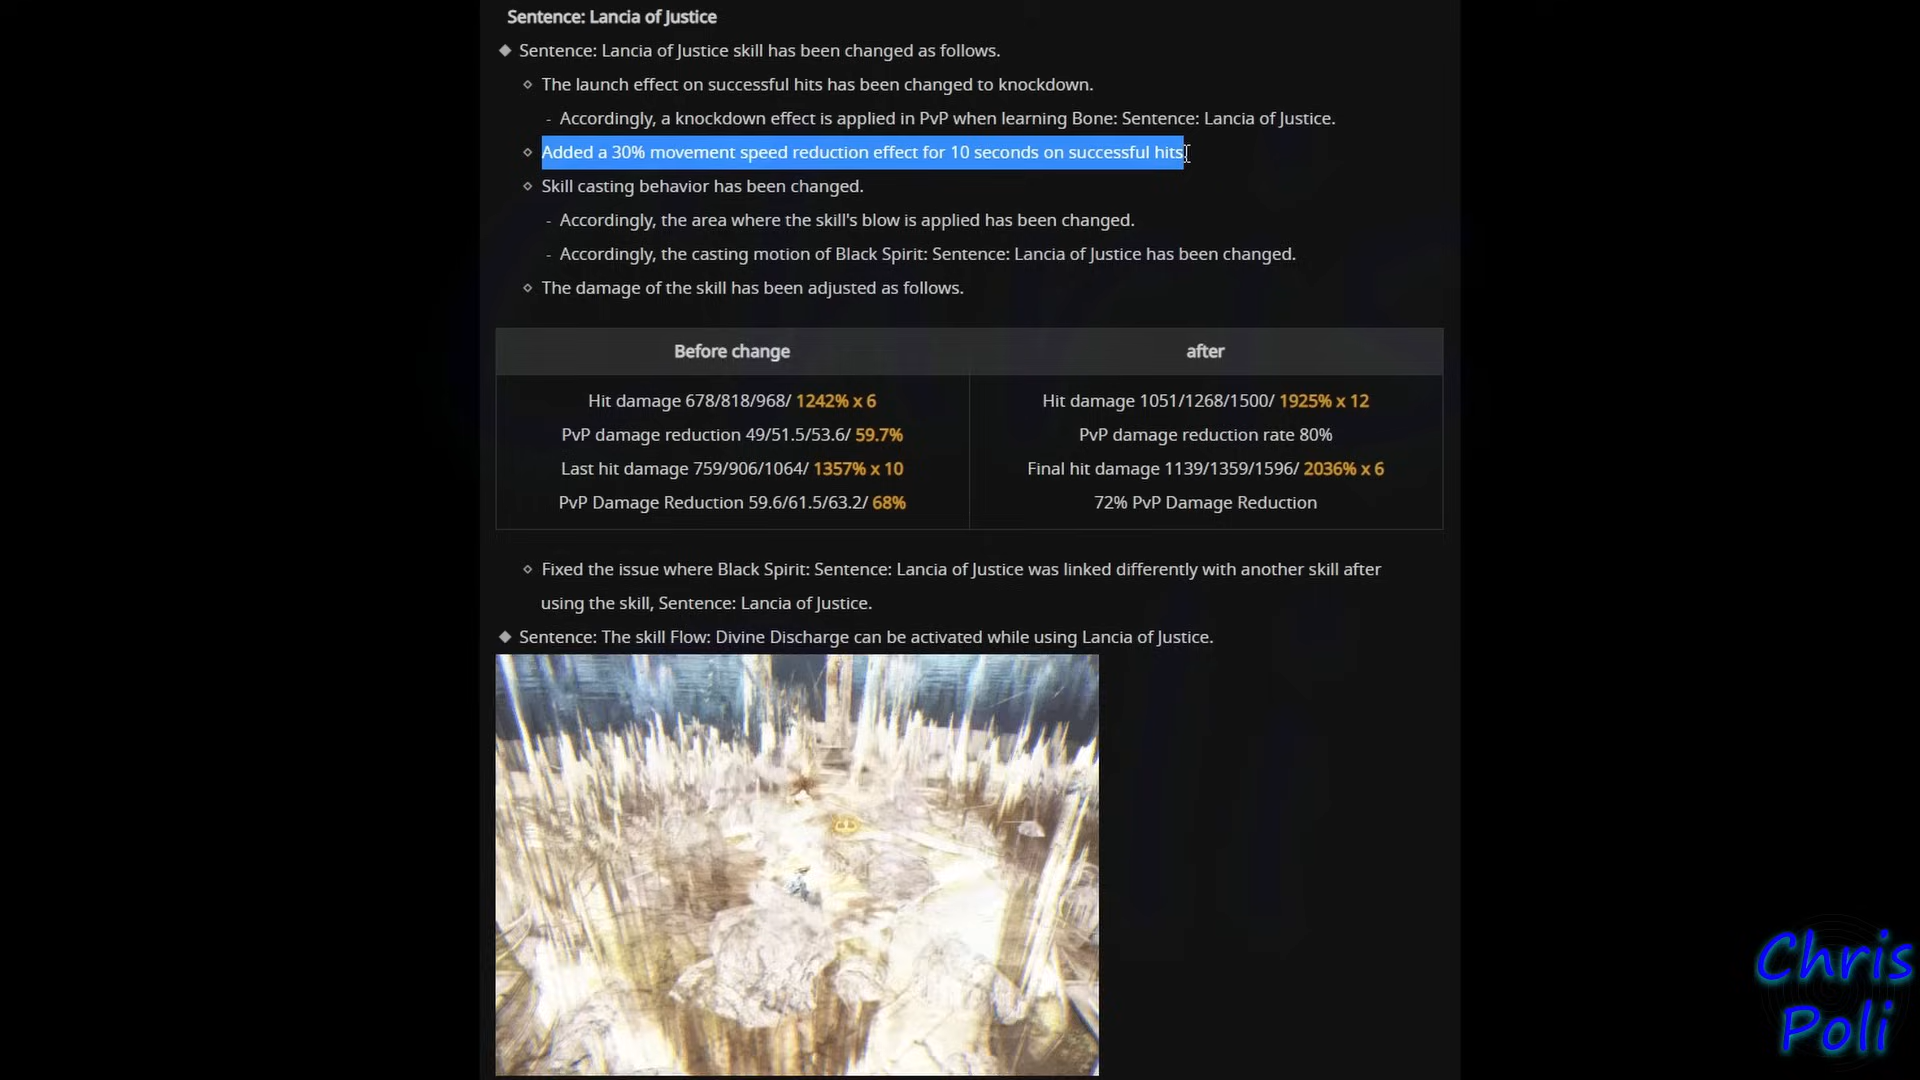 Sentence: Lancia of Justice
Sentence: Lancia of Justice skill has been changed as follows.
The launch effect on successful hits has been changed to knockdown.
- Accordingly, a knockdown effect is applied in PvP when learning Bone: Sentence: Lancia of Justice.
Added a 30% movement speed reduction effect for 10 seconds on successful hits.
Skill casting behavior has been changed.
- Accordingly, the area where the skill's blow is applied has been changed.
- Accordingly, the casting motion of Black Spirit: Sentence: Lancia of Justice has been changed.
The damage of the skill has been adjusted as follows.
Before change after
Hit damage 678/818/968/ 1242% x 6 Hit damage 1051/1268/1500/ 1925% x 12
PvP damage reduction 49/51.5/53.6/ 59.7% PvP damage reduction rate 80%
Last hit damage 759/906/1064/ 1357% x 10 Final hit damage 1139/1359/1596/ 2036% x 6
PvP Damage Reduction 59.6/61.5/63.2/ 68% 72% PvP Damage Reduction
Fixed the issue where Black Spirit: Sentence: Lancia of Justice was linked differently with another skill after
using the skill, Sentence: Lancia of Justice.
Sentence: The skill Flow: Divine Discharge can be activated while using Lancia of Justice.
Chris
Poli